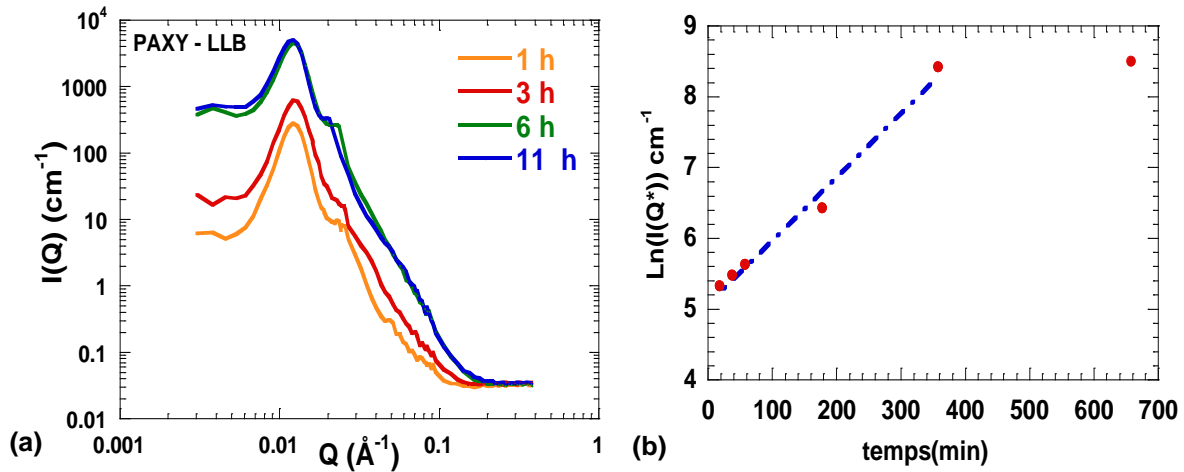 PAXY - LLB
1 h
3 h
6 h
11 h
10⁴
1000
100
10
1
0.1
0.01
0.001
0.01
0.1
1
I(Q) (cm⁻¹)
Q (Å⁻¹)
(a)
9
8
7
6
5
4
0
100
200
300
400
500
600
700
Ln(I(Q*)) cm⁻¹
temps(min)
(b)